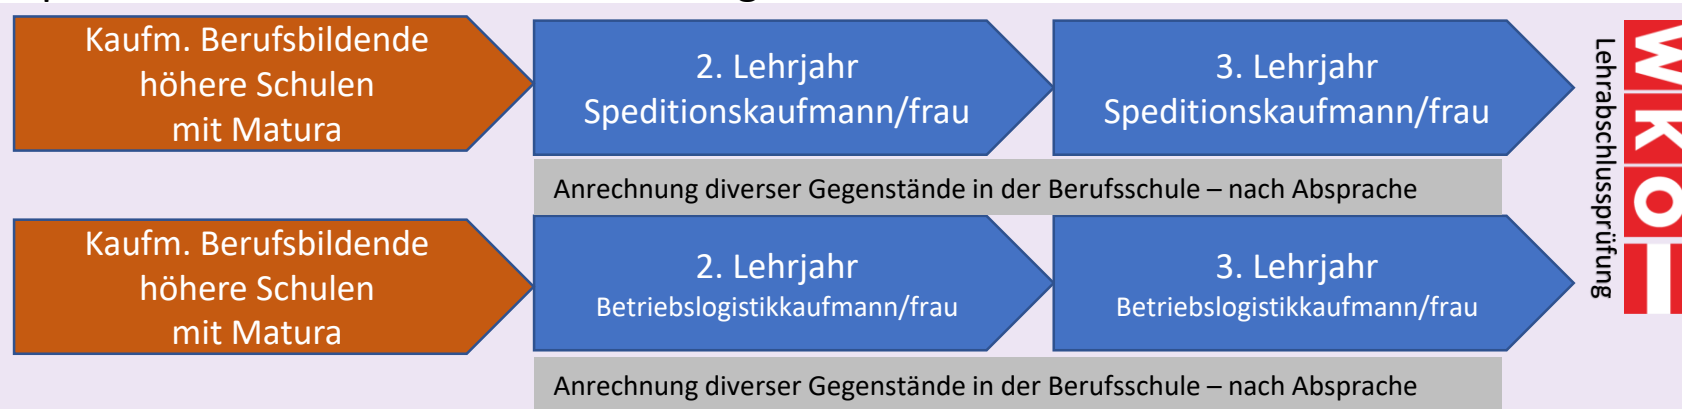 Kaufm. Berufsbildende
höhere Schulen
mit Matura
2. Lehrjahr
Speditionskaufmann/frau
3. Lehrjahr
Speditionskaufmann/frau
Anrechnung diverser Gegenstände in der Berufsschule – nach Absprache
Kaufm. Berufsbildende
höhere Schulen
mit Matura
2. Lehrjahr
Betriebslogistikkaufmann/frau
3. Lehrjahr
Betriebslogistikkaufmann/frau
Anrechnung diverser Gegenstände in der Berufsschule – nach Absprache
Lehrabschlussprüfung
WKO